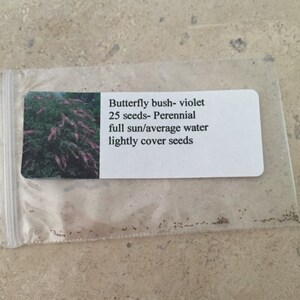 Butterfly bush- violet
25 seeds- Perennial
full sun/average water
lightly cover seeds